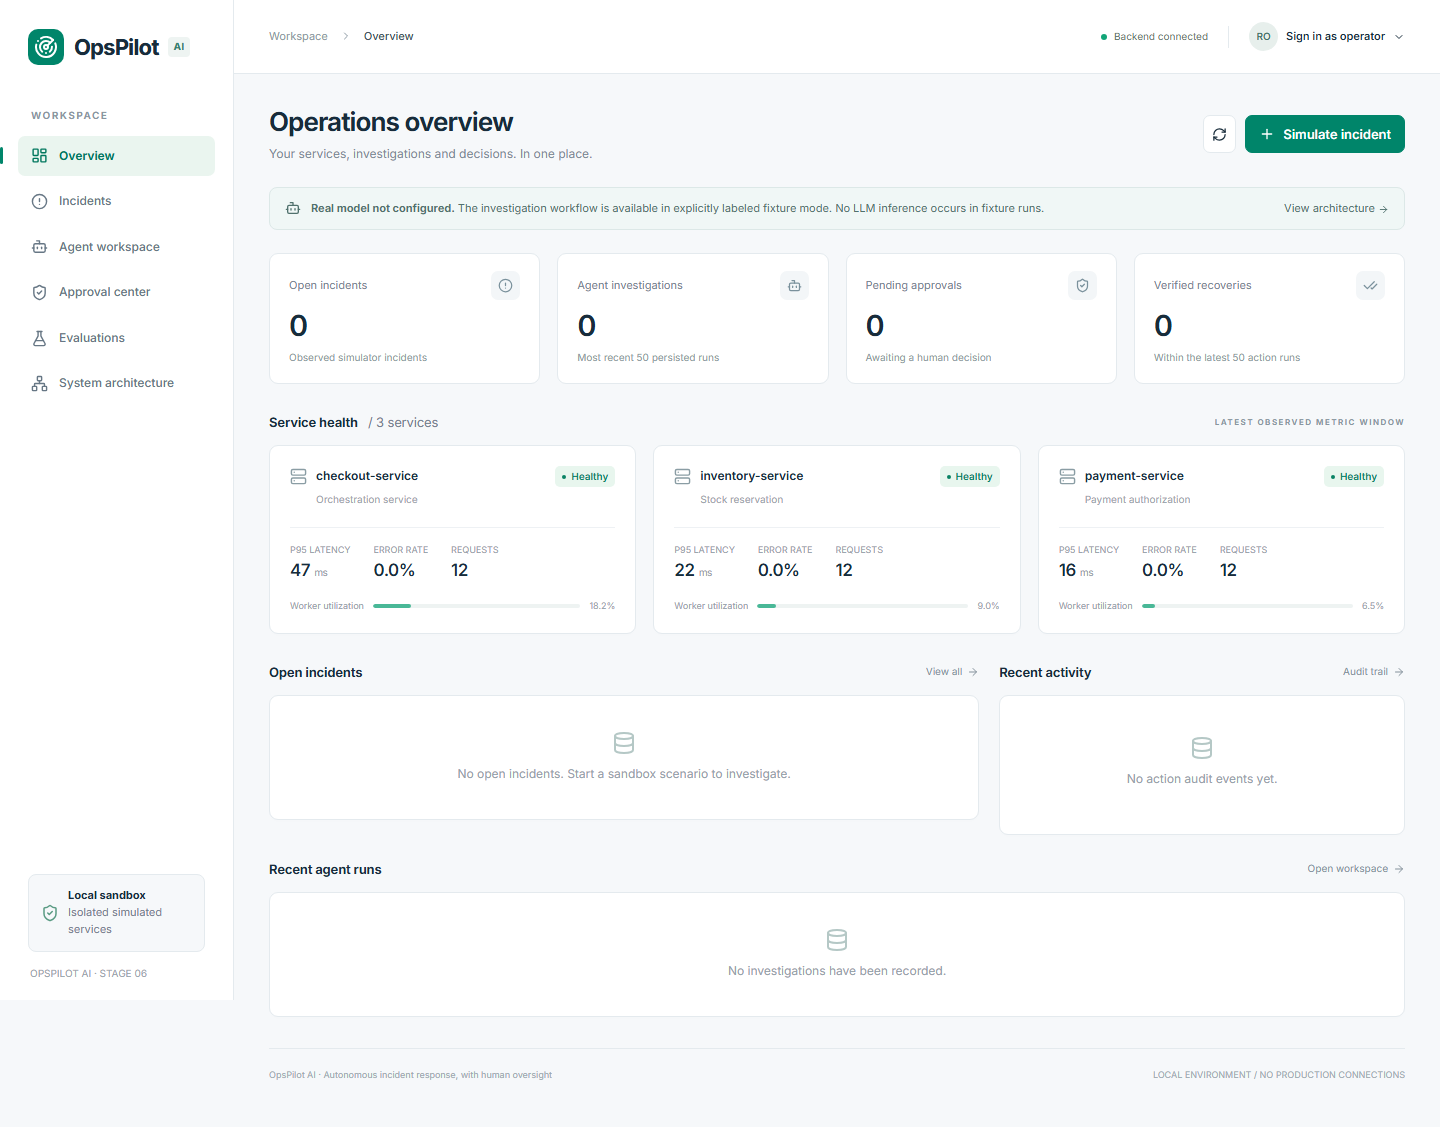 OpsPilot AI
WORKSPACE
Overview
Incidents
Agent workspace
Approval center
Evaluations
System architecture
Local sandbox
Isolated simulated
services
OPSPILOT AI · STAGE 06
Workspace > Overview
Backend connected
RO Sign in as operator
Operations overview
Your services, investigations and decisions. In one place.
Simulate incident
Real model not configured. The investigation workflow is available in explicitly labeled fixture mode. No LLM inference occurs in fixture runs.
View architecture →
Open incidents
0
Observed simulator incidents
Agent investigations
0
Most recent 50 persisted runs
Pending approvals
0
Awaiting a human decision
Verified recoveries
0
Within the latest 50 action runs
Service health / 3 services
LATEST OBSERVED METRIC WINDOW
checkout-service
Healthy
Orchestration service
P95 LATENCY ERROR RATE REQUESTS
47 ms 0.0% 12
Worker utilization 18.2%
inventory-service
Healthy
Stock reservation
P95 LATENCY ERROR RATE REQUESTS
22 ms 0.0% 12
Worker utilization 9.0%
payment-service
Healthy
Payment authorization
P95 LATENCY ERROR RATE REQUESTS
16 ms 0.0% 12
Worker utilization 6.5%
Open incidents
View all →
No open incidents. Start a sandbox scenario to investigate.
Recent activity
Audit trail →
No action audit events yet.
Recent agent runs
Open workspace →
No investigations have been recorded.
OpsPilot AI · Autonomous incident response, with human oversight
LOCAL ENVIRONMENT / NO PRODUCTION CONNECTIONS